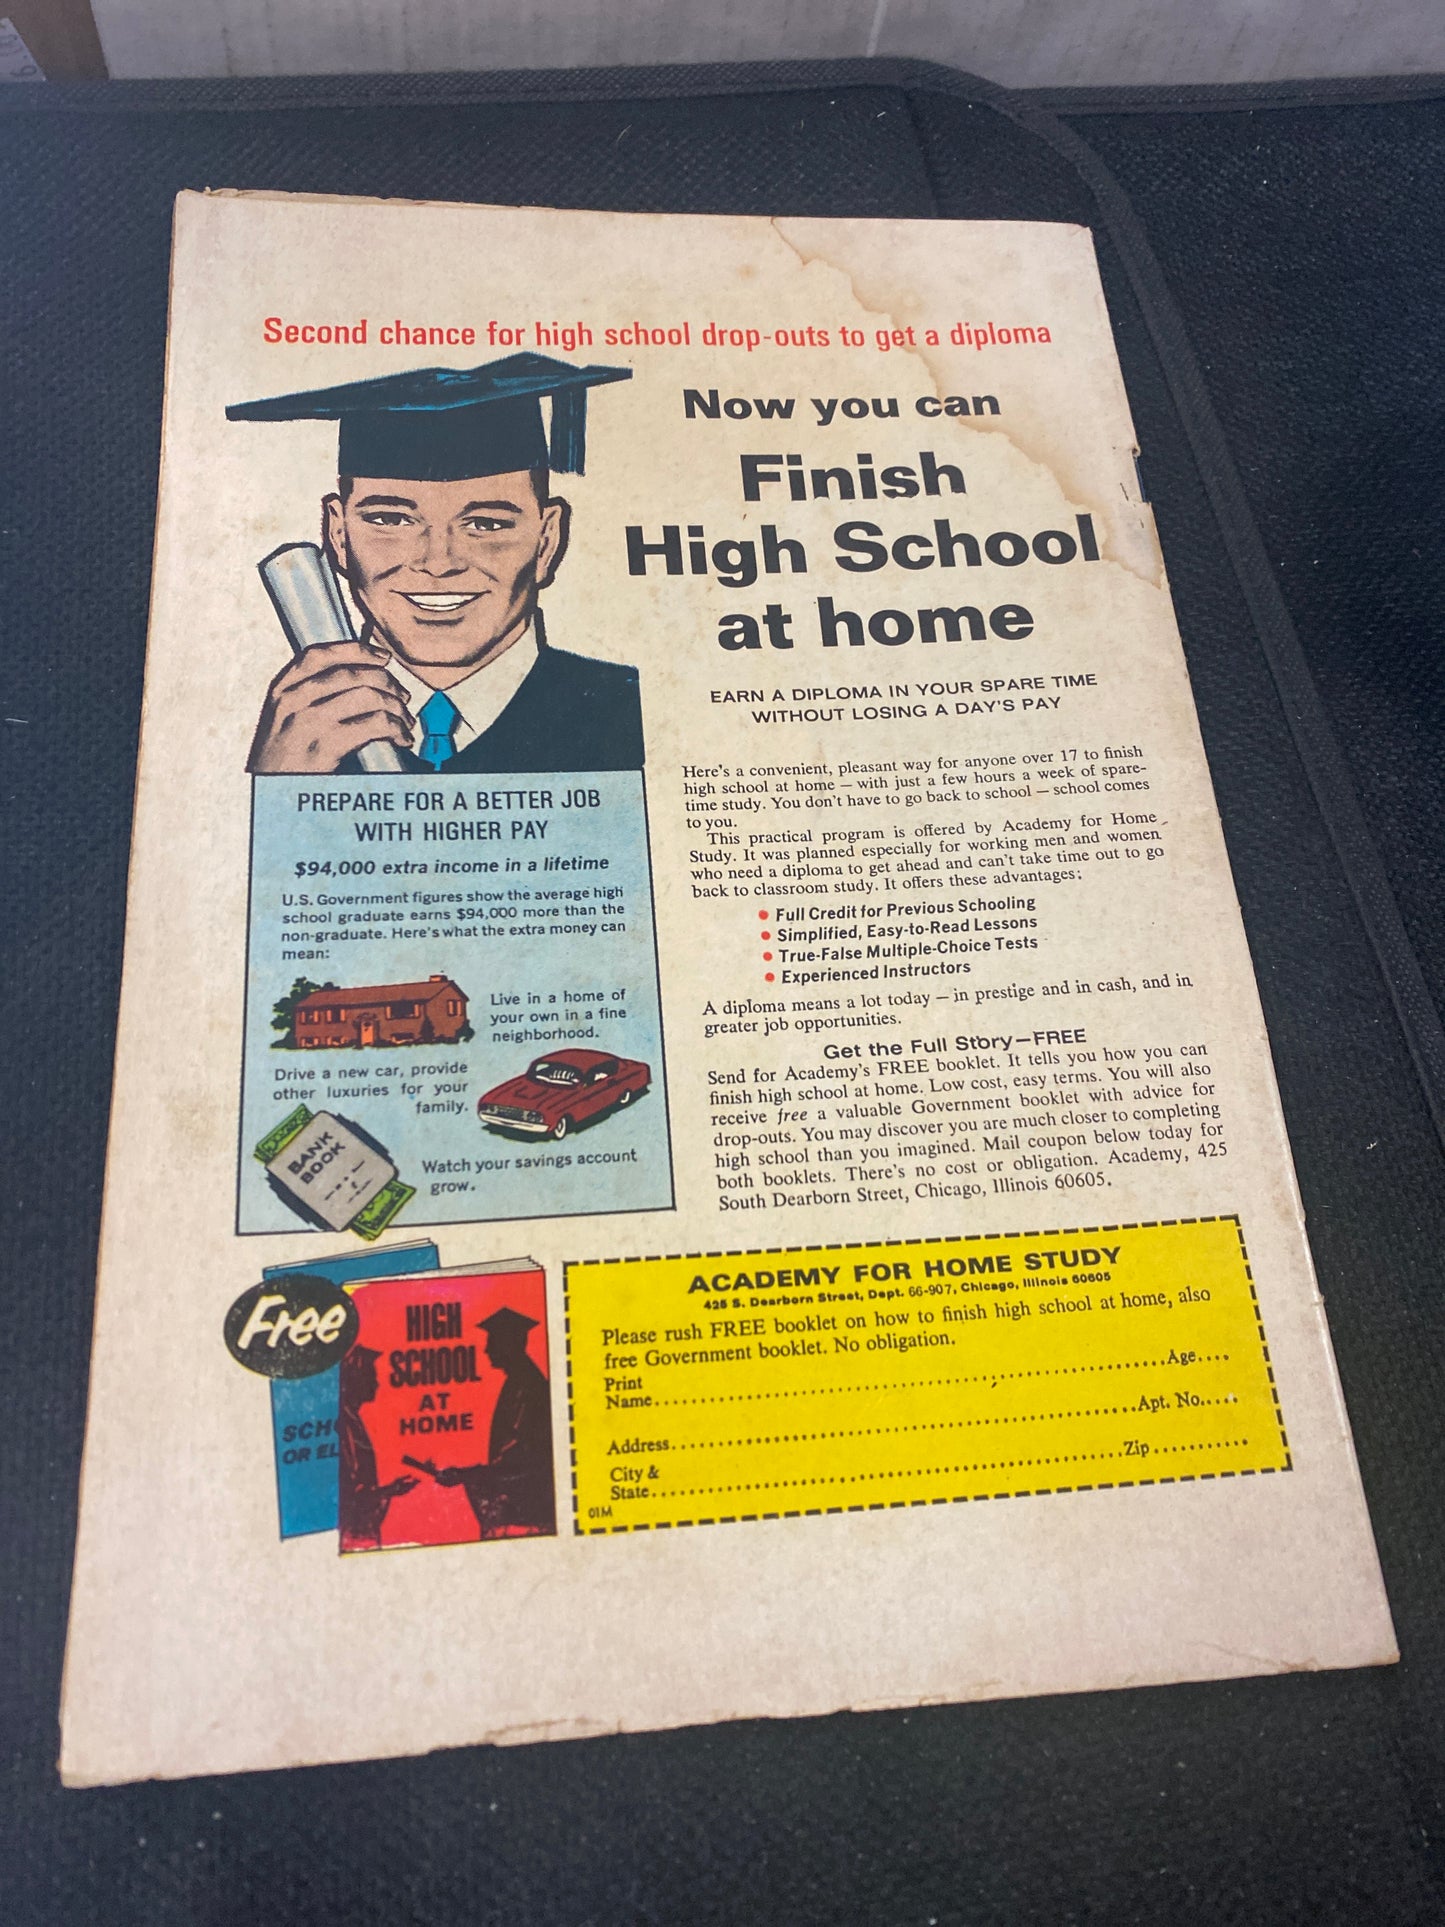 Second chance for high school drop-outs to get a diploma
Now you can
Finish
High School
at home
EARN A DIPLOMA IN YOUR SPARE TIME
WITHOUT LOSING A DAY'S PAY
PREPARE FOR A BETTER JOB
WITH HIGHER PAY
$94,000 extra income in a lifetime
U.S. Government figures show the average high
school graduate earns $94,000 more than the
non-graduate. Here's what the extra money can
mean:
Live in a home of
your own in a fine
neighborhood.
Drive a new car, provide
other luxuries for your
family.
BANK
BOOK
Watch your savings account
grow.
Here's a convenient, pleasant way for anyone over 17 to finish
high school at home — with just a few hours a week of spare-
time study. You don't have to go back to school — school comes
to you.
This practical program is offered by Academy for Home
Study. It was planned especially for working men and women
who need a diploma to get ahead and can't take time out to go
back to classroom study. It offers these advantages:
• Full Credit for Previous Schooling
• Simplified, Easy-to-Read Lessons
• True-False Multiple-Choice Tests
• Experienced Instructors
A diploma means a lot today — in prestige and in cash, and in
greater job opportunities.
Get the Full Story—FREE
Send for Academy's FREE booklet. It tells you how you can
finish high school at home. Low cost, easy terms. You will also
receive free a valuable Government booklet with advice for
drop-outs. You may discover you are much closer to completing
high school than you imagined. Mail coupon below today for
both booklets. There's no cost or obligation. Academy, 425
South Dearborn Street, Chicago, Illinois 60605.
Free
HIGH
SCHOOL
AT
HOME
SCH
OR EL
ACADEMY FOR HOME STUDY
425 S. Dearborn Street, Dept. 66-907, Chicago, Illinois 60605
Please rush FREE booklet on how to finish high school at home, also
free Government booklet. No obligation.
Print
Name..........Age....
Address..........Apt. No.....
City &
State..........Zip...........
01M